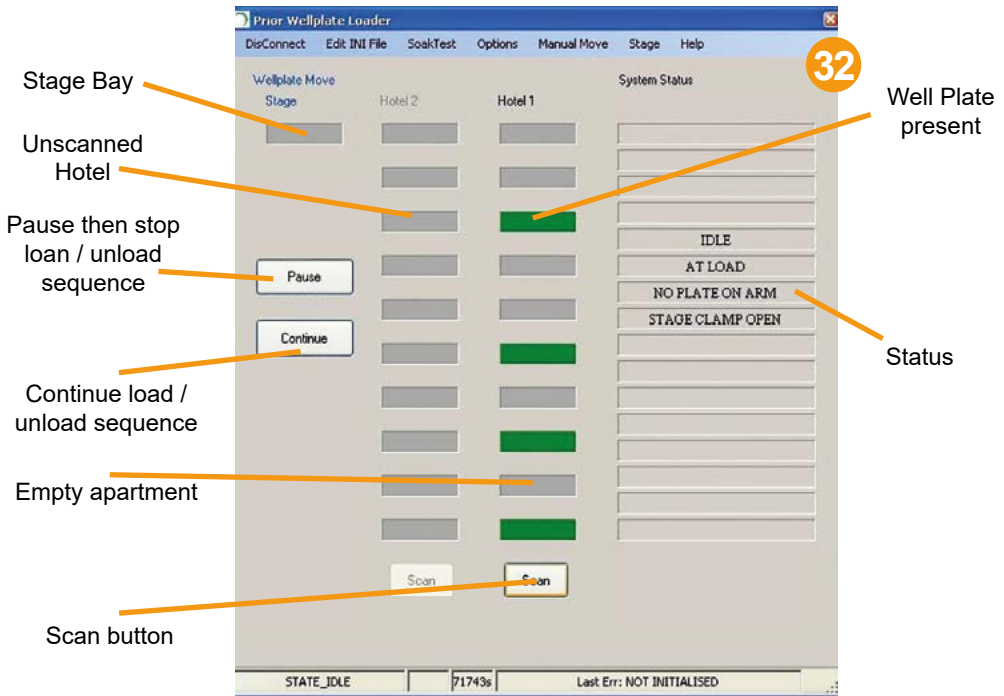 Prior Wellplate Loader
DisConnect Edit INI File SoakTest Options Manual Move Stage Help
32
Wellplate Move
System Status
Stage Hotel 2 Hotel 1
Stage Bay
Unscanned
Hotel
Pause then stop
loan / unload
sequence
Continue load /
unload sequence
Empty apartment
Scan button
Well Plate
present
Status
Pause
Continue
IDLE
AT LOAD
NO PLATE ON ARM
STAGE CLAMP OPEN
Scan Scan
STATE_IDLE 71743s Last Err: NOT INITIALISED